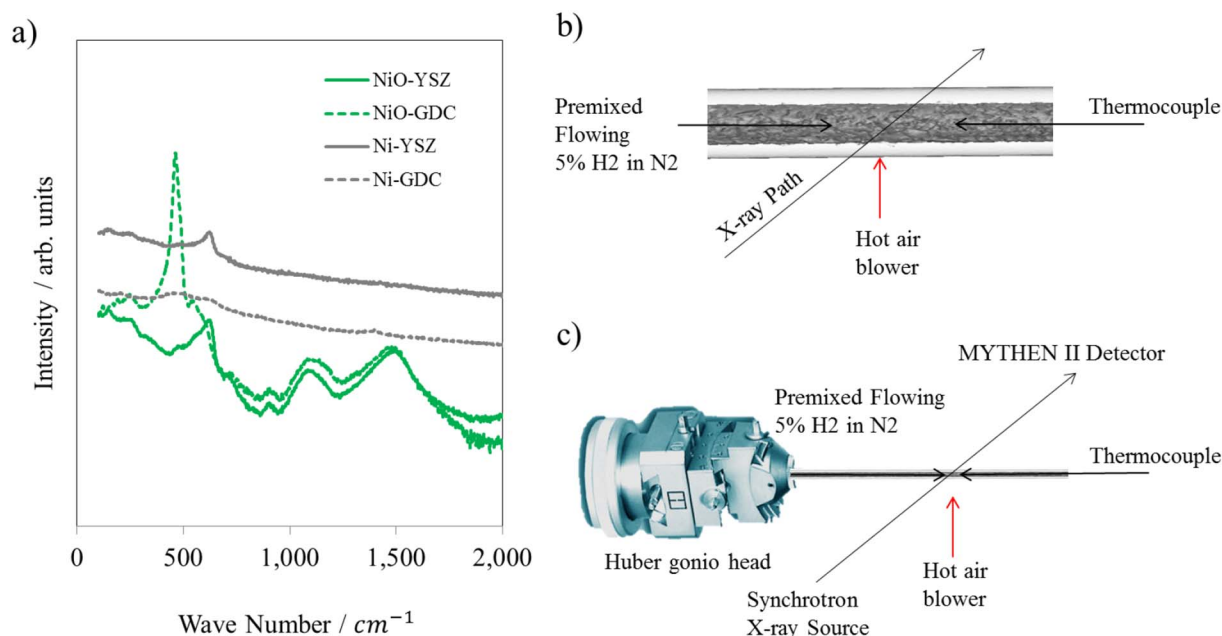 a)
NiO-YSZ
NiO-GDC
Ni-YSZ
Ni-GDC
Intensity / arb. units
0
500
1,000
1,500
2,000
Wave Number / cm⁻¹
b)
Premixed
Flowing
5% H2 in N2
Thermocouple
X-ray Path
Hot air
blower
c)
MYTHEN II Detector
Premixed Flowing
5% H2 in N2
Thermocouple
Huber gonio head
Hot air
blower
Synchrotron
X-ray Source